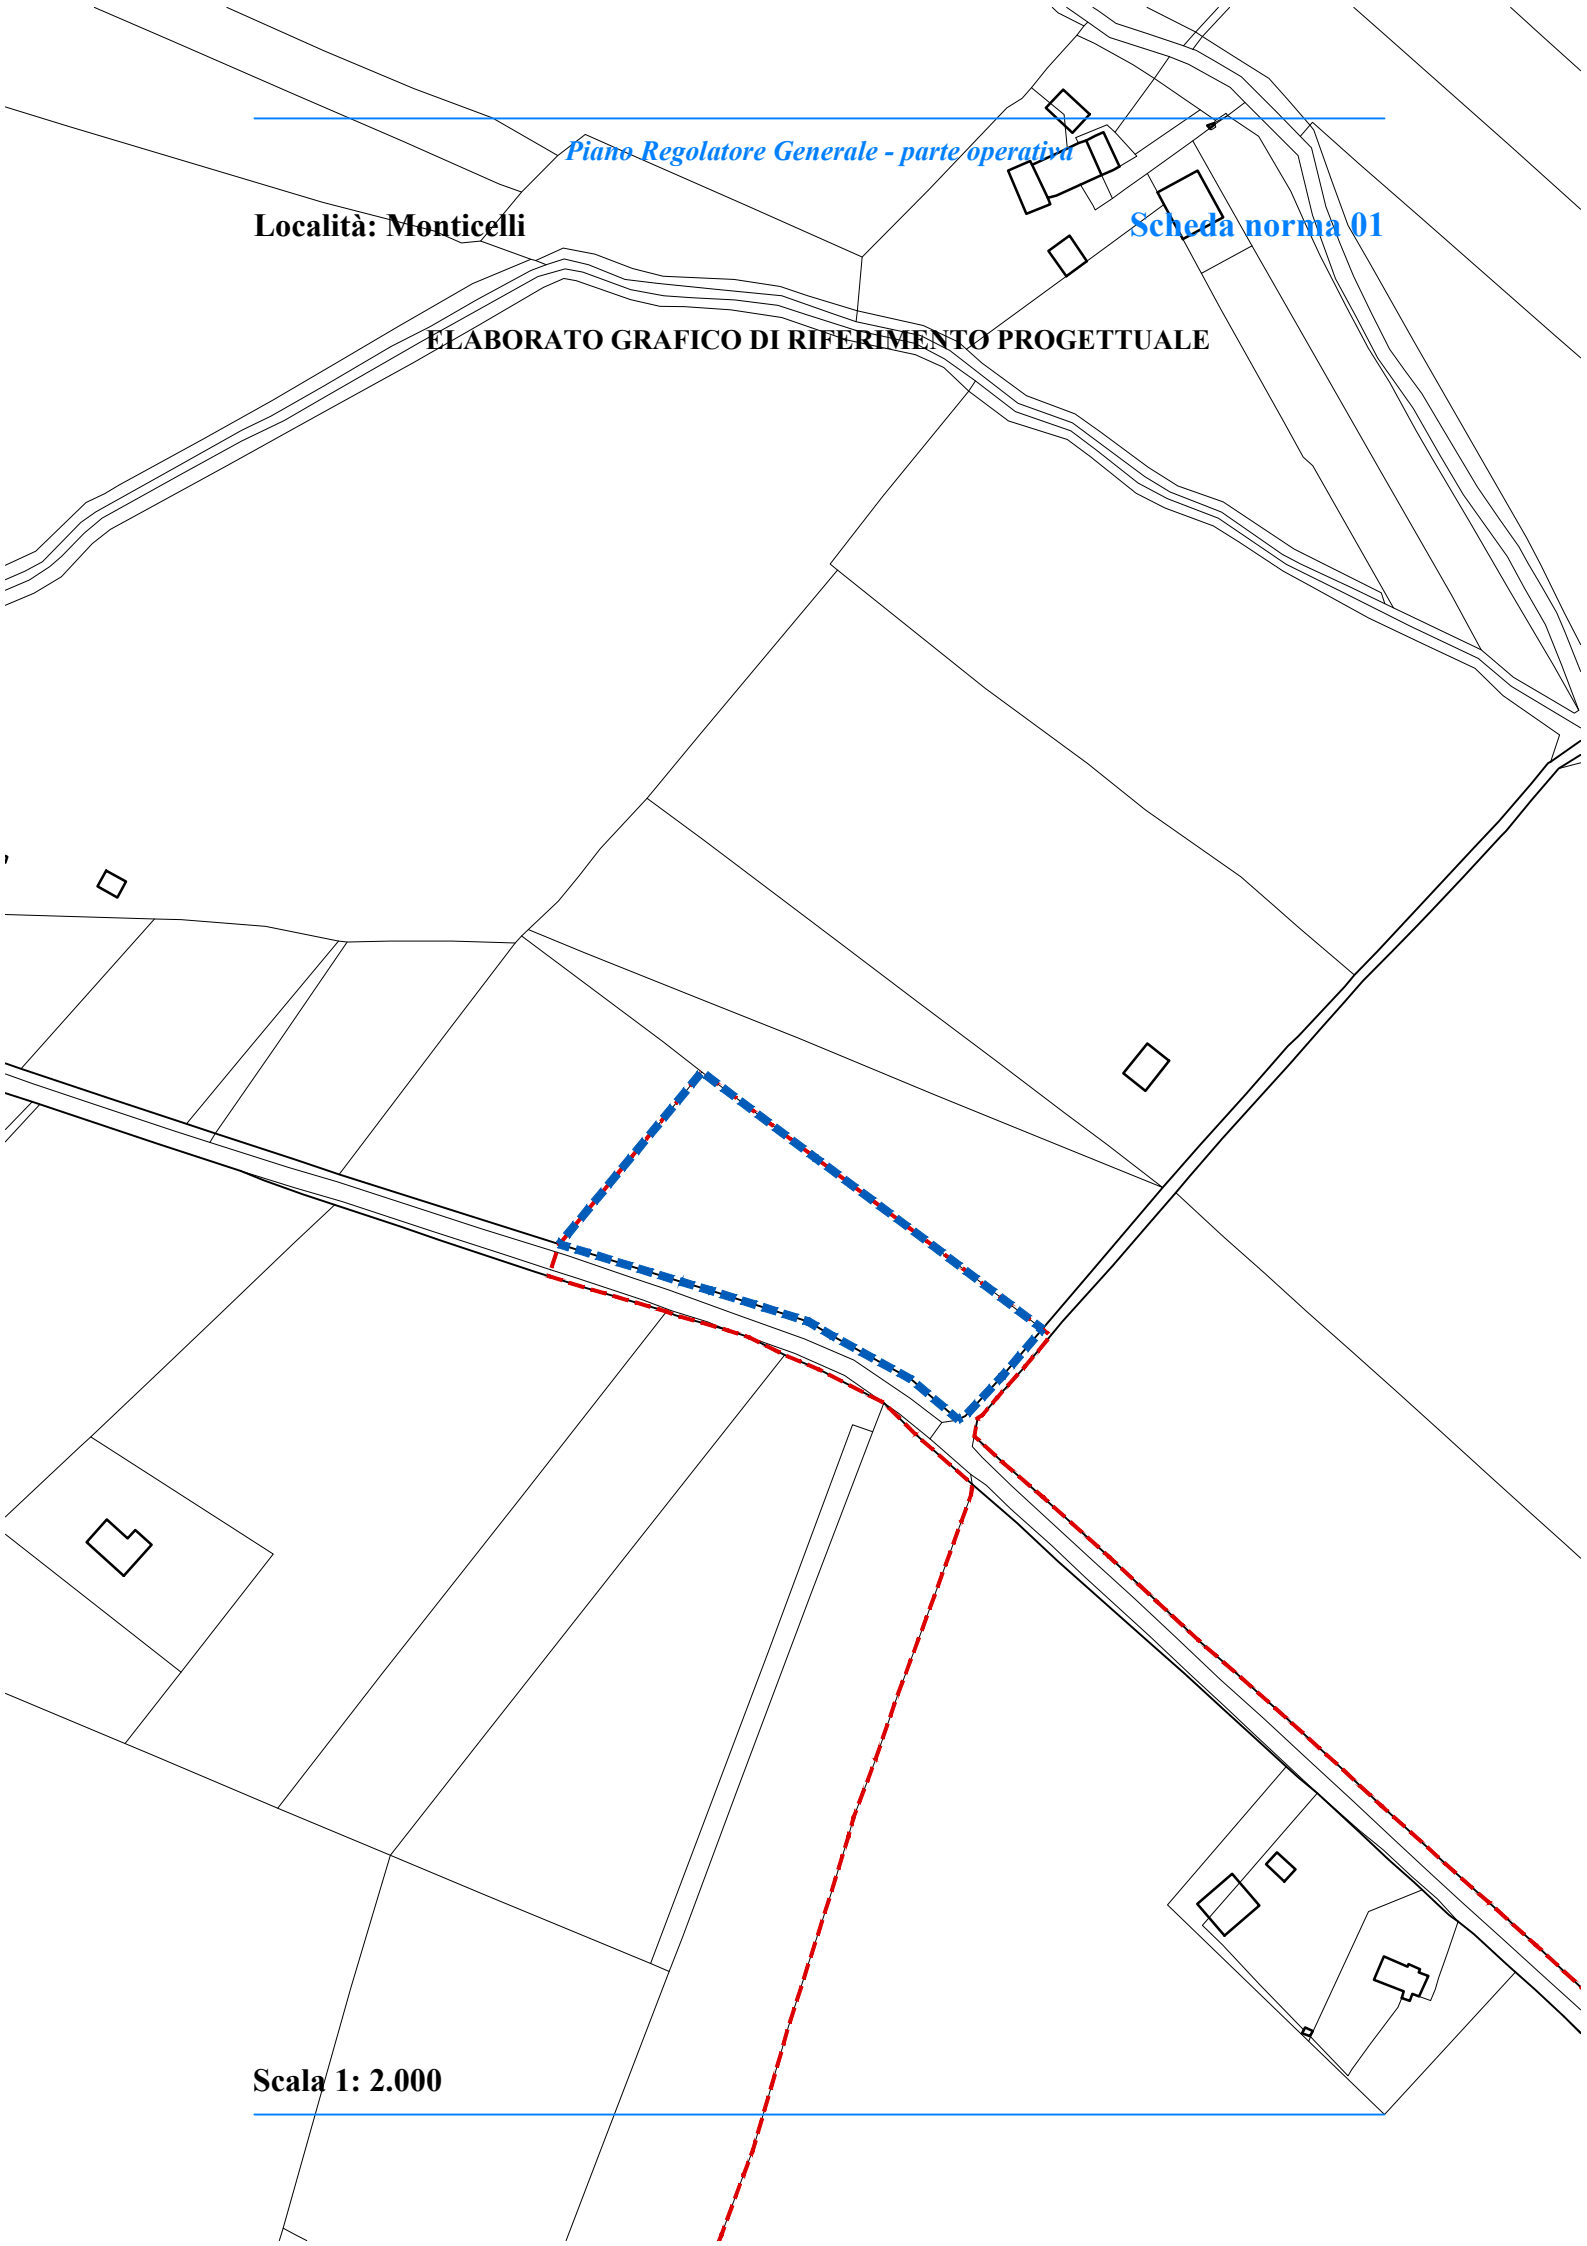 Piano Regolatore Generale - parte operativa
Località: Monticelli
Scheda norma 01
ELABORATO GRAFICO DI RIFERIMENTO PROGETTUALE
Scala 1: 2.000